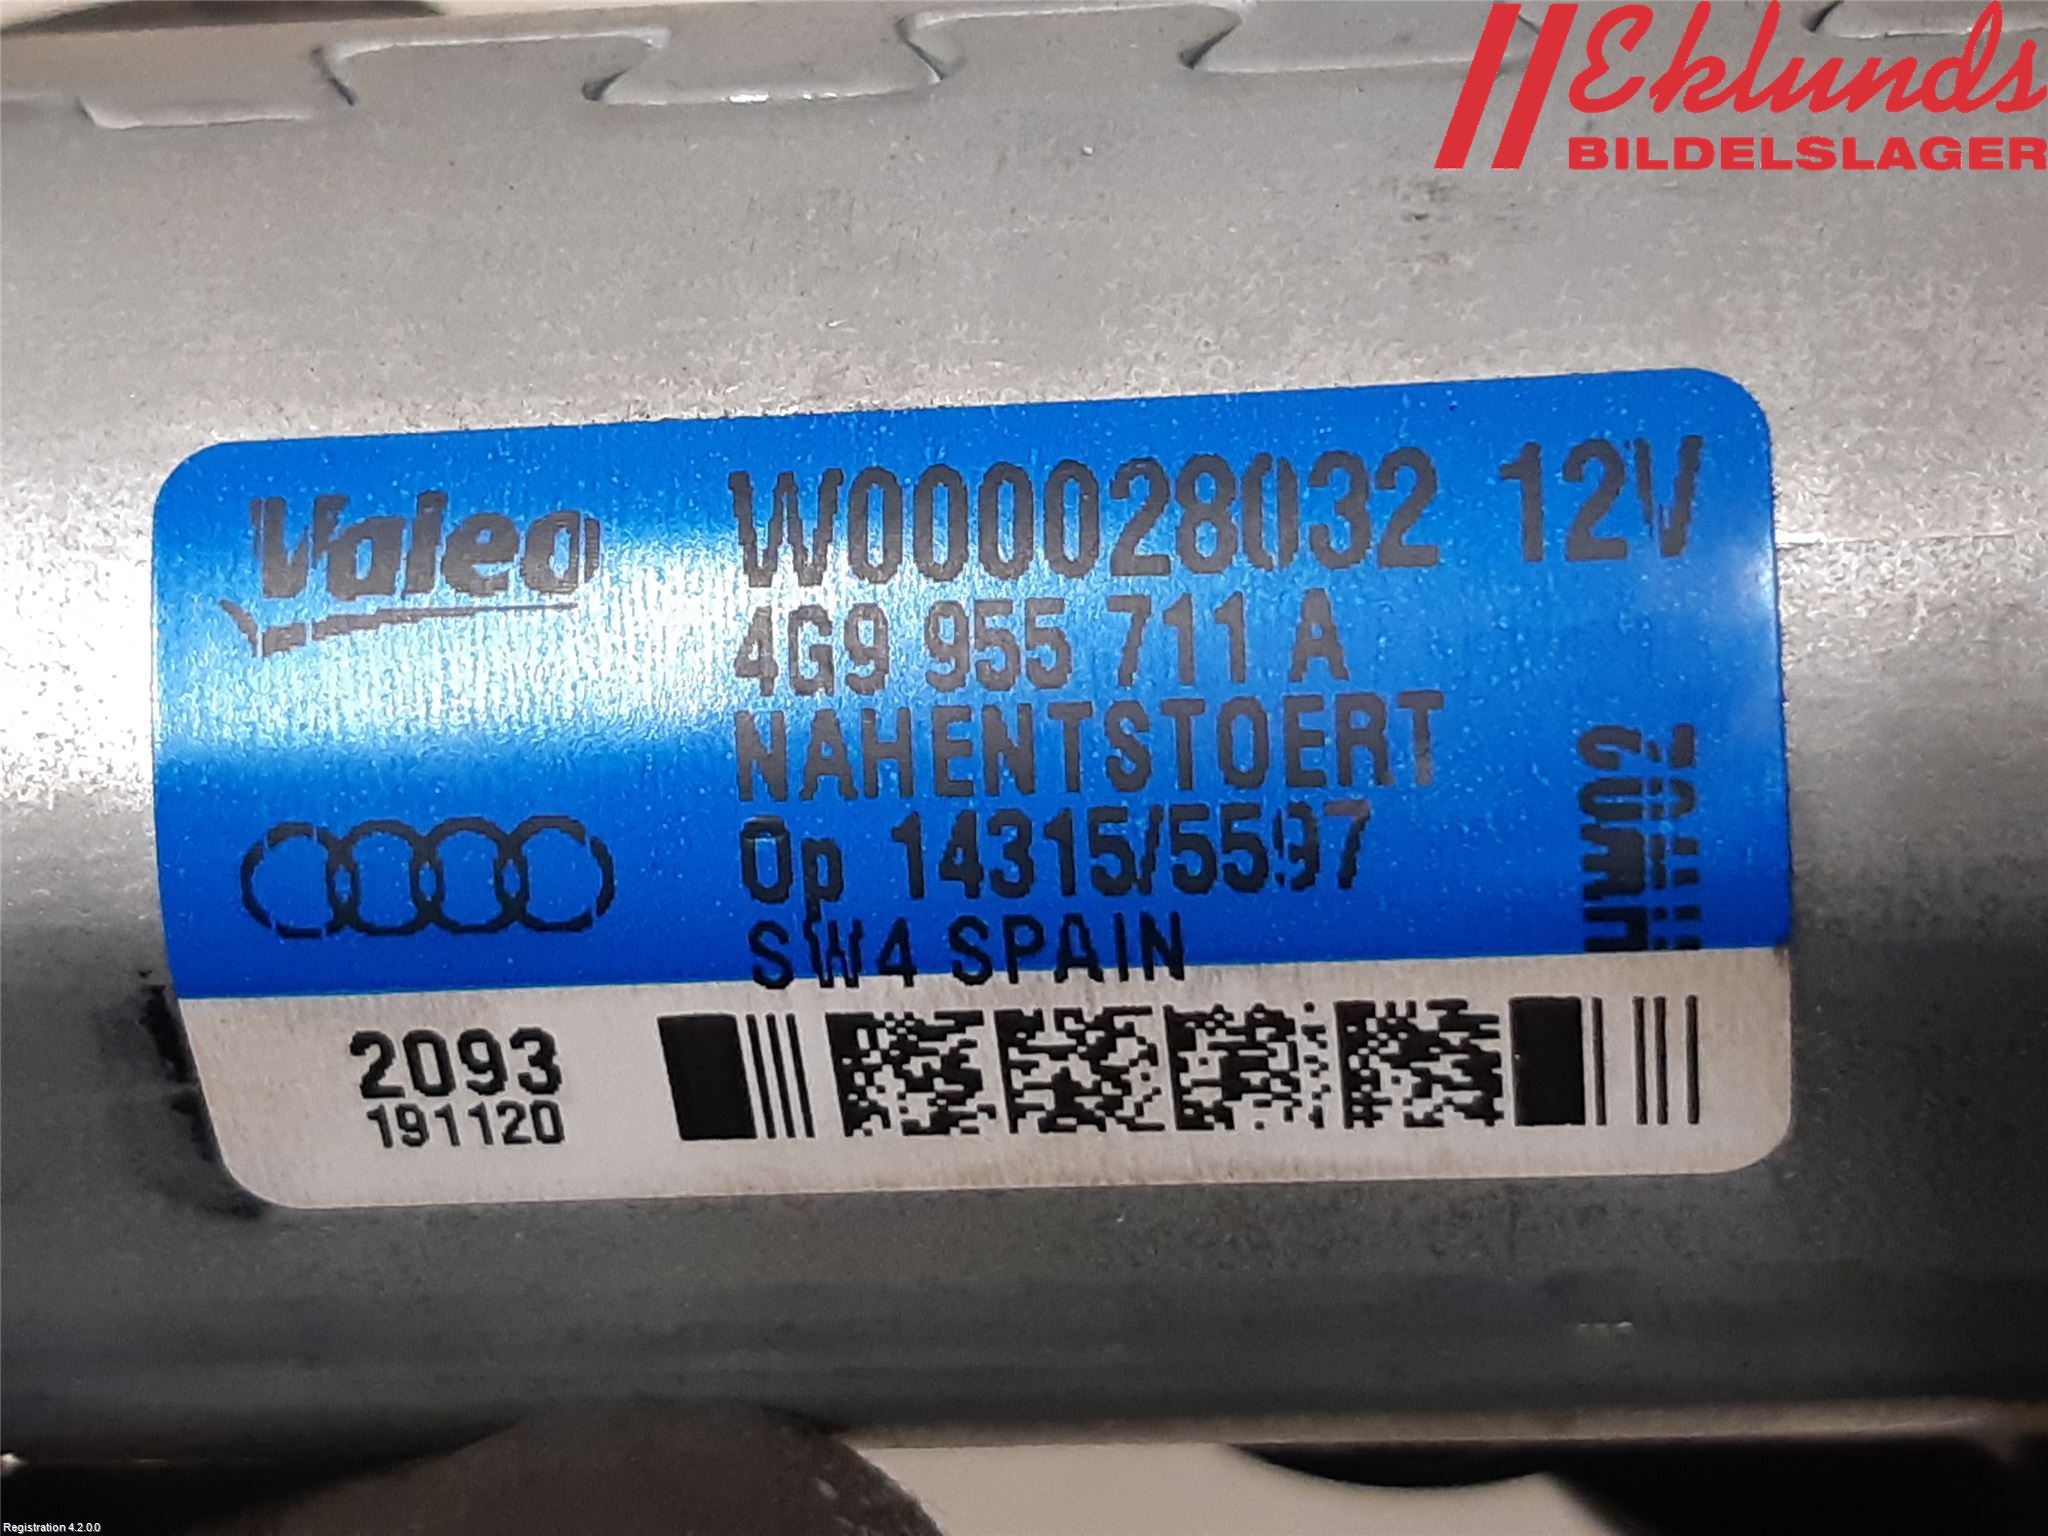 Eklunds
BILDELSLAGER
Valeo
W000028032 12V
4G9 955 711 A
NAHENTSTOERT
Op 14315/5597
SW4 SPAIN
2093
191120
Registration 4.2.0.0